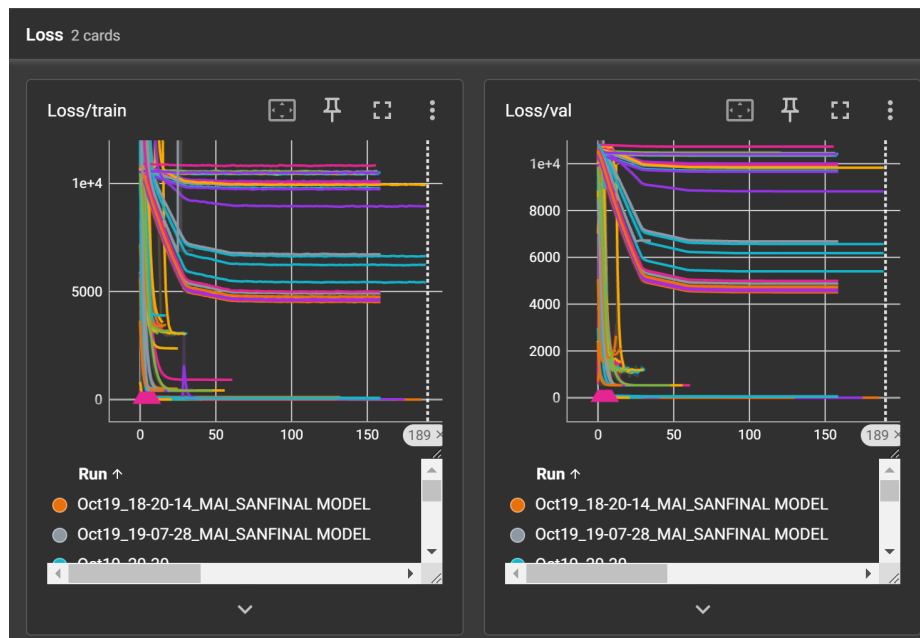 Loss 2 cards
Loss/train
1e+4
5000
0
0 50 100 150 189 ×
Run ↑
Oct19_18-20-14_MAI_SANFINAL MODEL
Oct19_19-07-28_MAI_SANFINAL MODEL
Loss/val
1e+4
8000
6000
4000
2000
0
0 50 100 150 189 ×
Run ↑
Oct19_18-20-14_MAI_SANFINAL MODEL
Oct19_19-07-28_MAI_SANFINAL MODEL